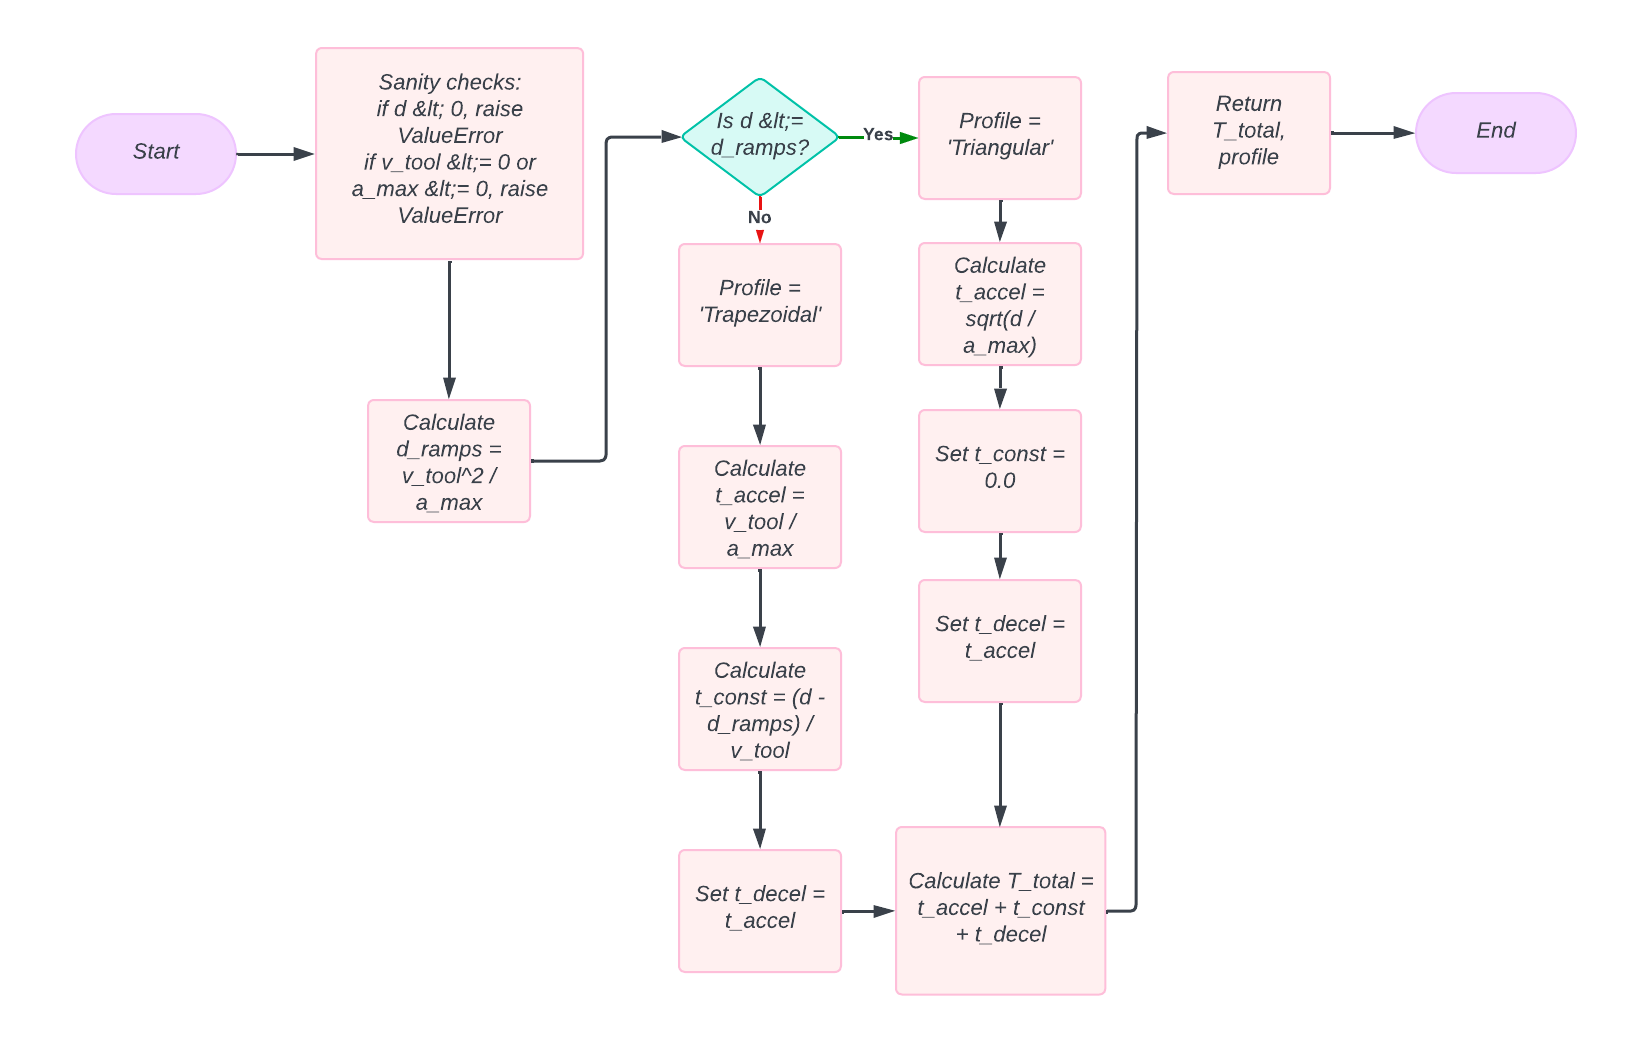 Start
Sanity checks:
if d &lt; 0, raise
ValueError
if v_tool &lt;= 0 or
a_max &lt;= 0, raise
ValueError
Calculate
d_ramps =
v_tool^2 /
a_max
Is d &lt;=
d_ramps?
Yes
No
Profile =
'Trapezoidal'
Calculate
t_accel =
v_tool /
a_max
Calculate
t_const = (d -
d_ramps) /
v_tool
Set t_decel =
t_accel
Profile =
'Triangular'
Calculate
t_accel =
sqrt(d /
a_max)
Set t_const =
0.0
Set t_decel =
t_accel
Calculate T_total =
t_accel + t_const
+ t_decel
Return
T_total,
profile
End